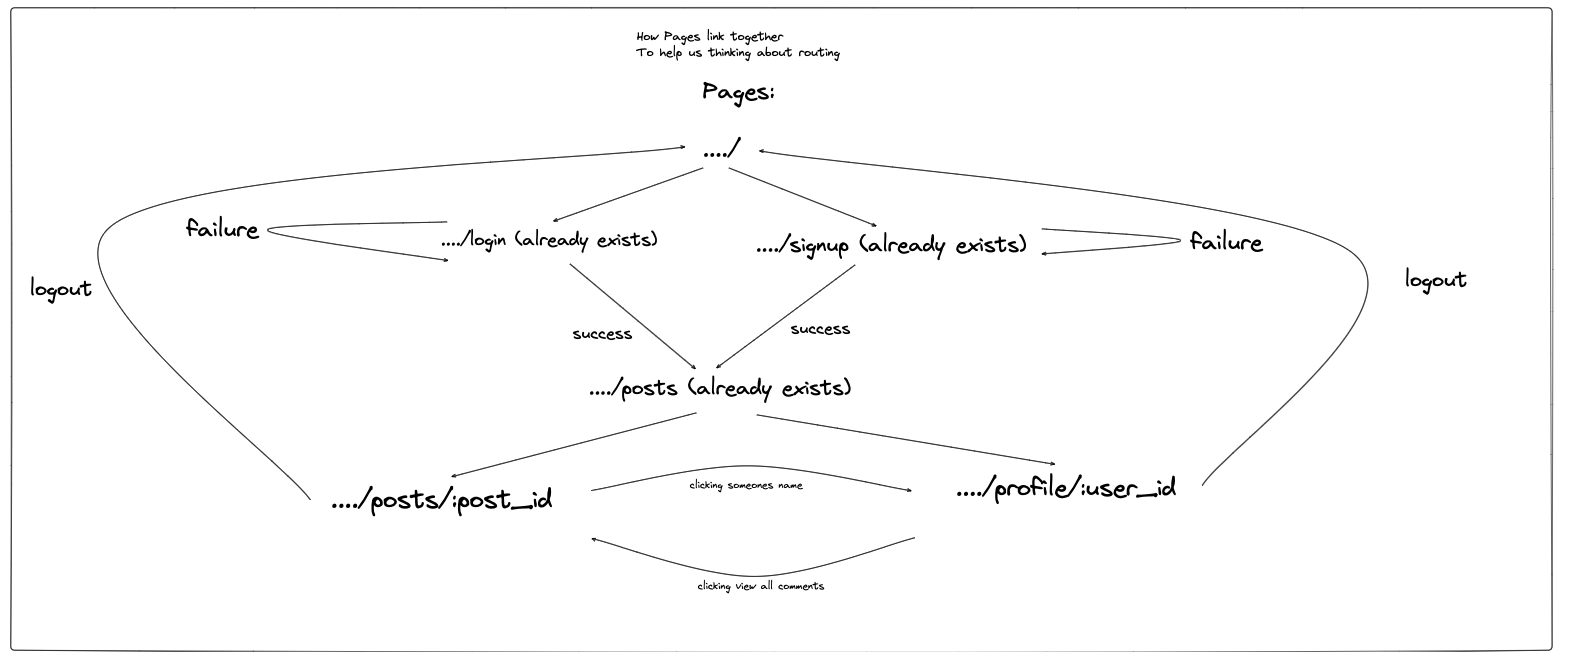 How Pages link together
To help us thinking about routing
Pages:
..../
failure
..../login (already exists)
..../signup (already exists)
failure
logout
logout
success
success
..../posts (already exists)
..../posts/:post_id
clicking someones name
..../profile/:user_id
clicking view all comments